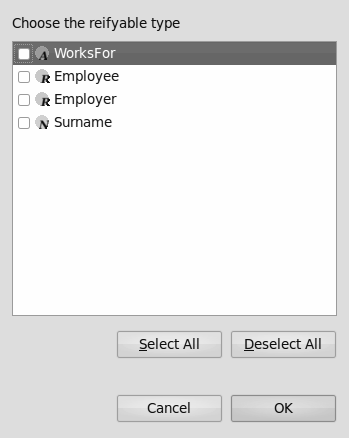 Choose the reifyable type
A WorksFor
R Employee
R Employer
N Surname
Select All Deselect All
Cancel OK